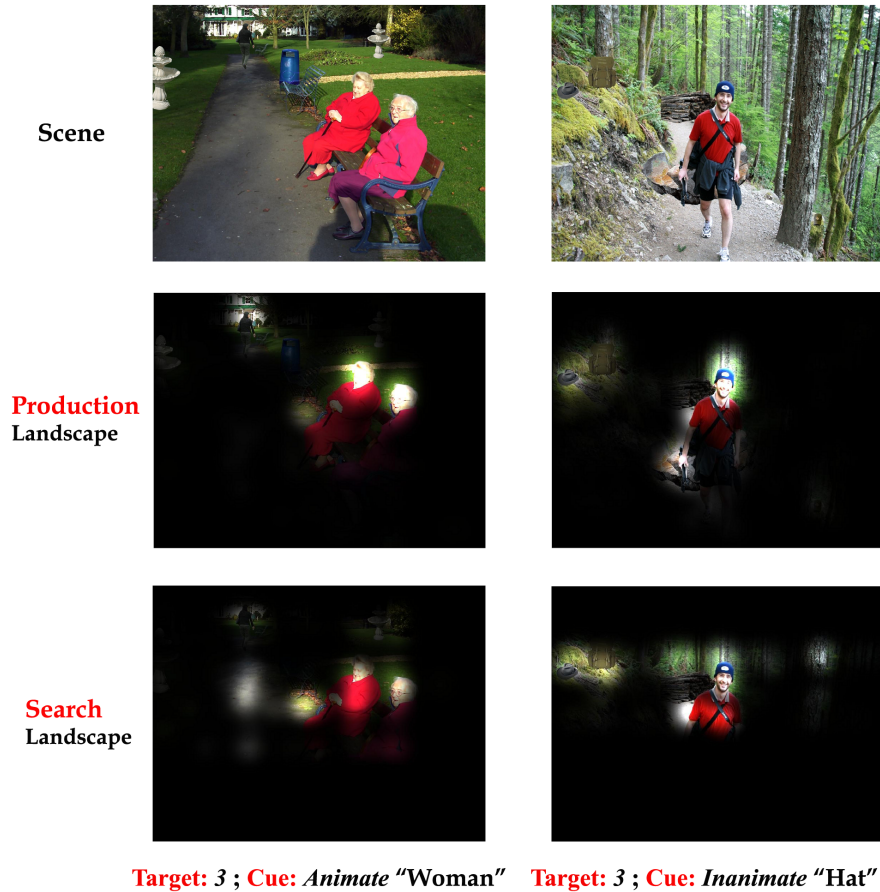 Scene
Production
Landscape
Search
Landscape
Target: 3 ; Cue: Animate “Woman”
Target: 3 ; Cue: Inanimate “Hat”